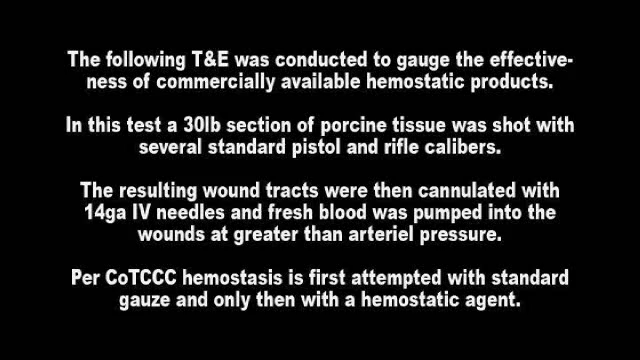 The following T&E was conducted to gauge the effective-
ness of commercially available hemostatic products.
In this test a 30lb section of porcine tissue was shot with
several standard pistol and rifle calibers.
The resulting wound tracts were then cannulated with
14ga IV needles and fresh blood was pumped into the
wounds at greater than arteriel pressure.
Per CoTCCC hemostasis is first attempted with standard
gauze and only then with a hemostatic agent.